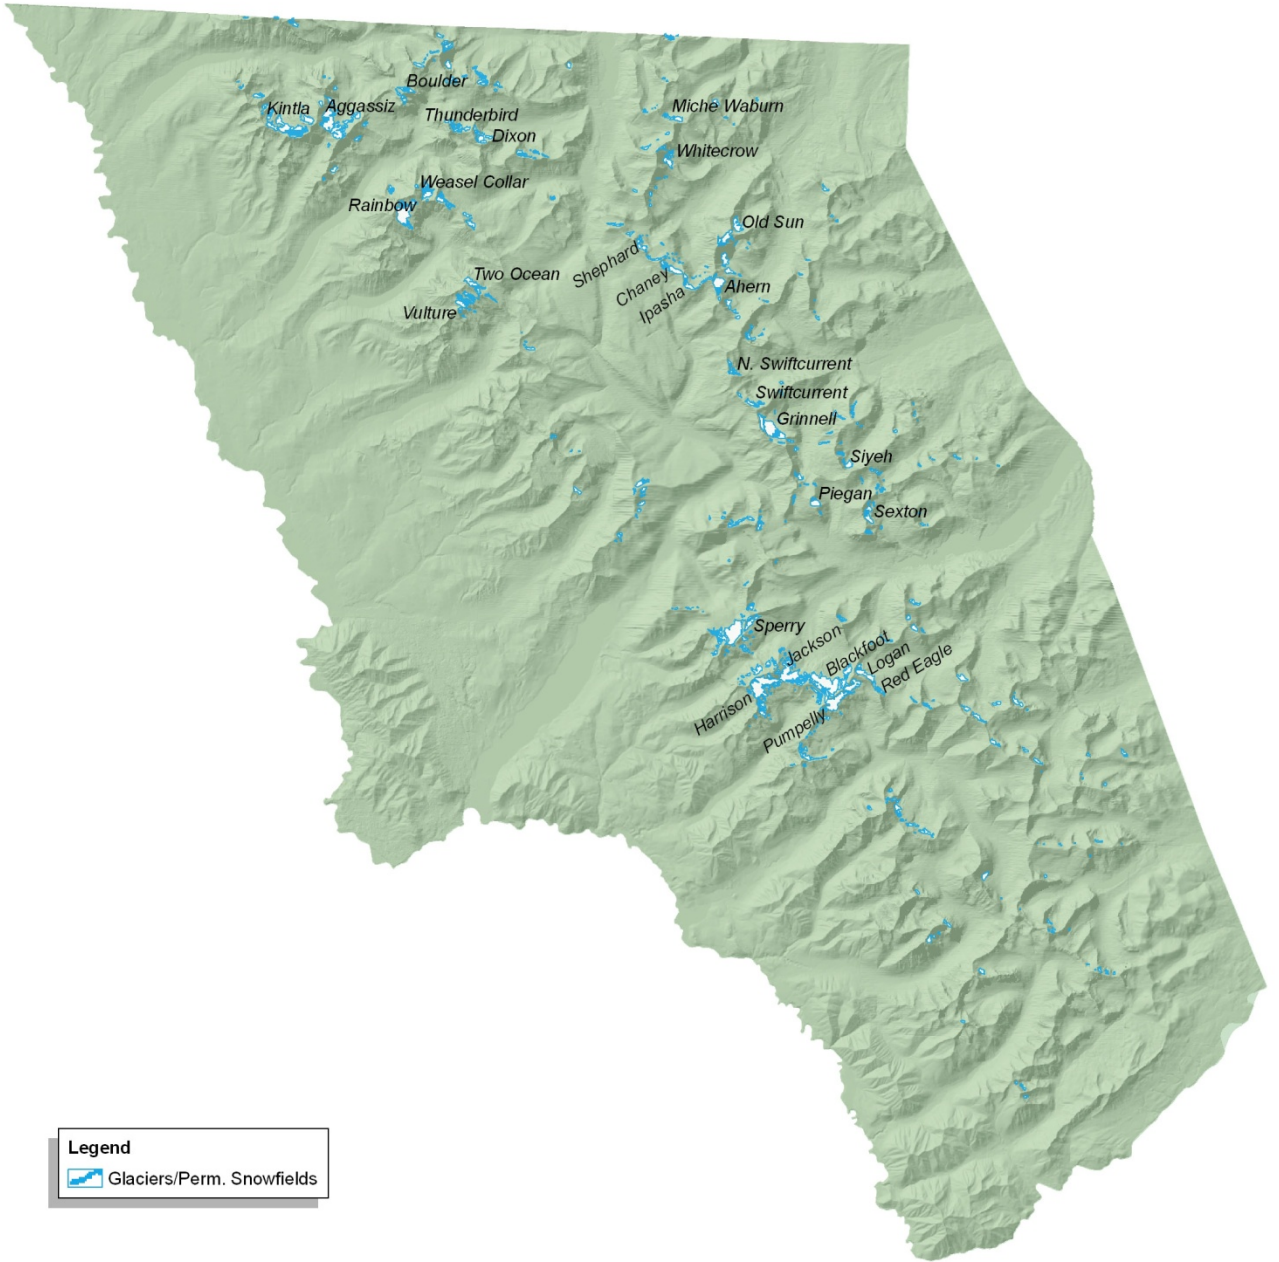 Boulder
Kintla
Aggassiz
Miche Waburn
Thunderbird
Dixon
Whitecrow
Weasel Collar
Rainbow
Old Sun
Shephard
Two Ocean
Chaney
Ahern
Ipasha
Vulture
N. Swiftcurrent
Swiftcurrent
Grinnell
Siyeh
Piegan
Sexton
Sperry
Jackson
Blackfoot
Logan
Red Eagle
Harrison
Pumpelly
Legend
Glaciers/Perm. Snowfields